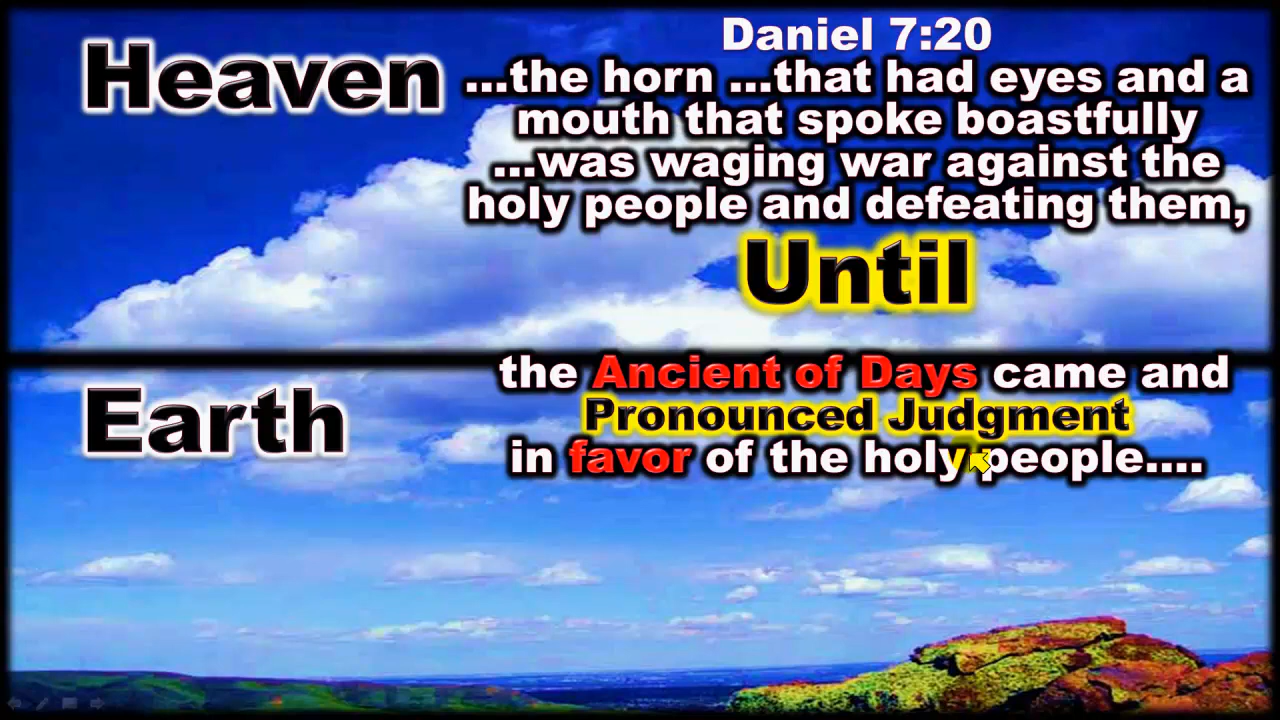 Heaven
Daniel 7:20
...the horn ...that had eyes and a
mouth that spoke boastfully
...was waging war against the
holy people and defeating them,
Until
Earth
the Ancient of Days came and
Pronounced Judgment
in favor of the holy people....